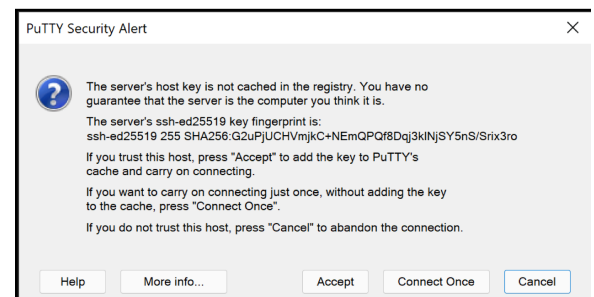 PuTTY Security Alert
The server's host key is not cached in the registry. You have no
guarantee that the server is the computer you think it is.
The server's ssh-ed25519 key fingerprint is:
ssh-ed25519 255 SHA256:G2uPjUCHVmjkC+NEmQPQf8Dqj3kINjSY5nS/Srix3ro
If you trust this host, press "Accept" to add the key to PuTTY's
cache and carry on connecting.
If you want to carry on connecting just once, without adding the key
to the cache, press "Connect Once".
If you do not trust this host, press "Cancel" to abandon the connection.
Help More info... Accept Connect Once Cancel